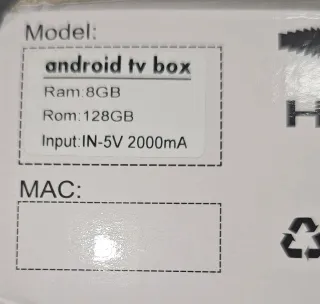 Model:
android tv box
Ram:8GB
Rom:128GB
Input:IN-5V 2000mA
MAC: